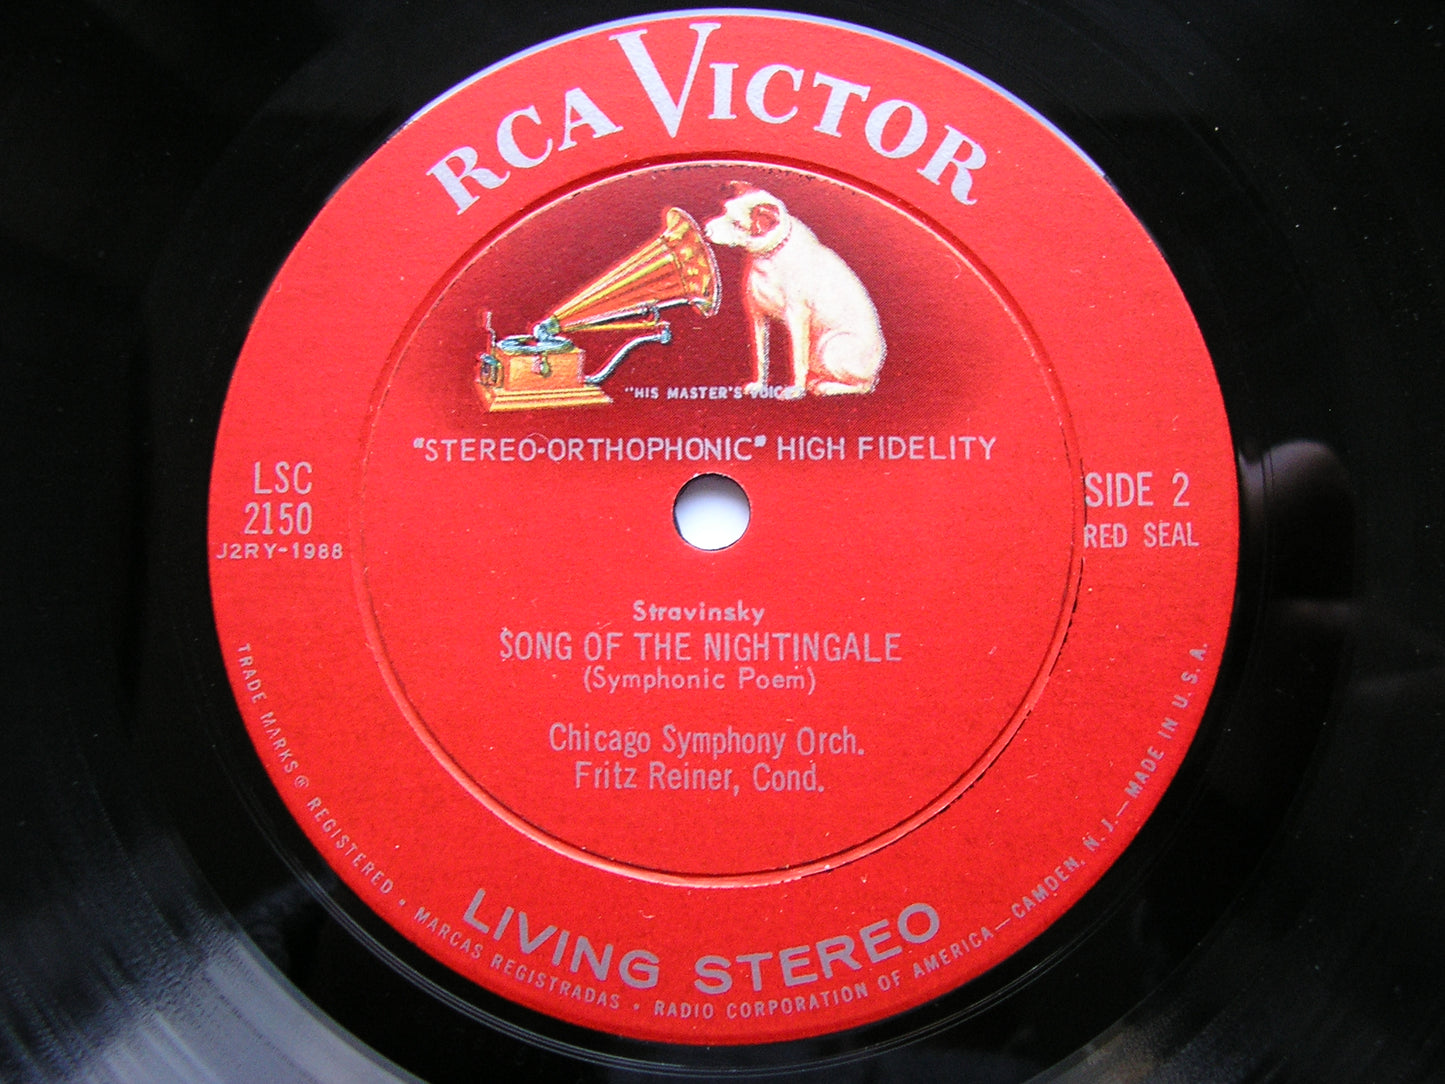 RCA VICTOR
"HIS MASTER'S VOICE"
"STEREO-ORTHOPHONIC" HIGH FIDELITY
LSC
2150
J2RY-1988
SIDE 2
RED SEAL
Stravinsky
SONG OF THE NIGHTINGALE
(Symphonic Poem)
Chicago Symphony Orch.
Fritz Reiner, Cond.
LIVING STEREO
TRADE MARKS ® REGISTERED • MARCAS REGISTRADAS • RADIO CORPORATION OF AMERICA—CAMDEN, N. J.—MADE IN U. S. A.